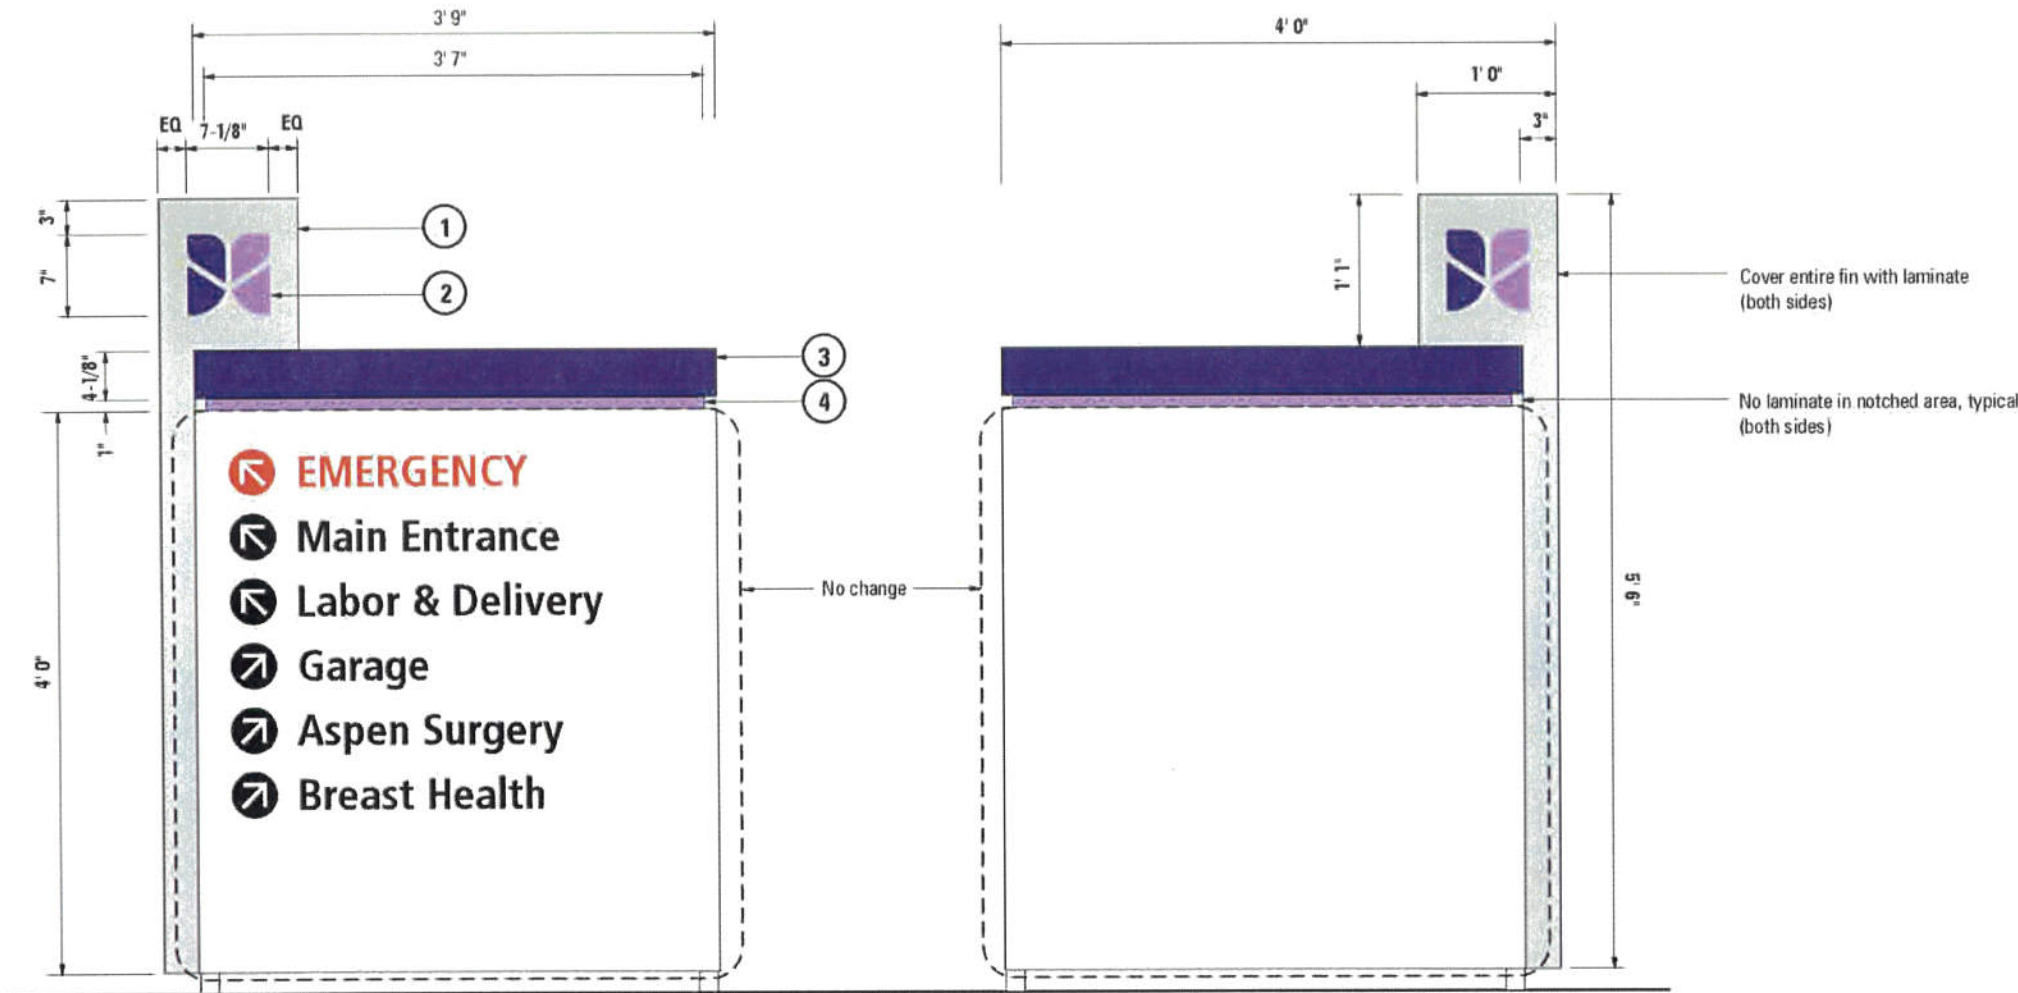 3' 9"
3' 7"
EQ
7-1/8"
EQ
3"
7"
4-1/8"
1"
4' 0"
1
2
3
4
EMERGENCY
Main Entrance
Labor & Delivery
Garage
Aspen Surgery
Breast Health
No change
4' 0"
1' 0"
3"
1' 1"
5' 6"
Cover entire fin with laminate
(both sides)
No laminate in notched area, typical
(both sides)